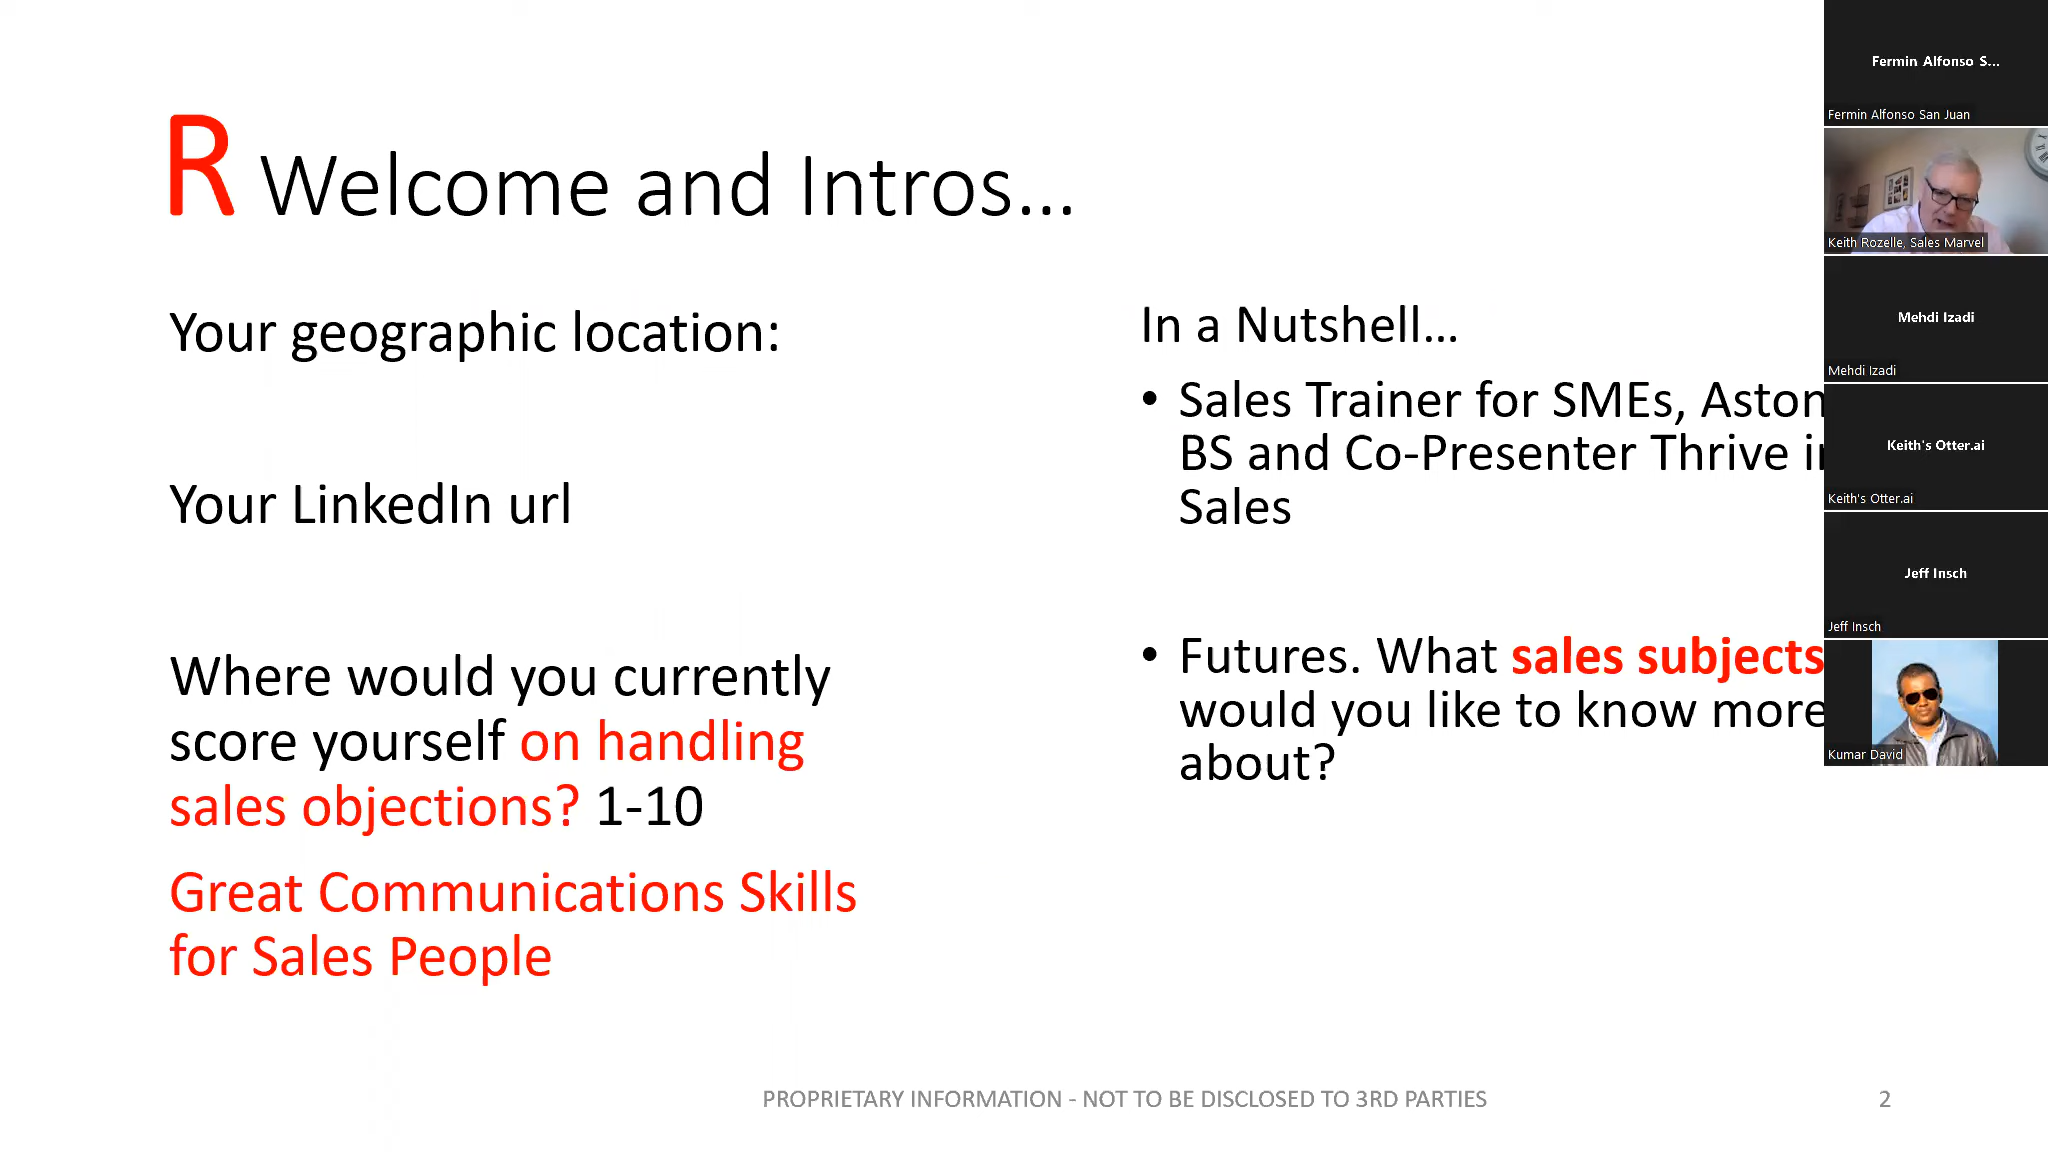 R Welcome and Intros...
Your geographic location:
Your LinkedIn url
Where would you currently
score yourself on handling
sales objections? 1-10
Great Communications Skills
for Sales People
In a Nutshell...
• Sales Trainer for SMEs, Aston
BS and Co-Presenter Thrive in
Sales
• Futures. What sales subjects
would you like to know more
about?
PROPRIETARY INFORMATION - NOT TO BE DISCLOSED TO 3RD PARTIES
2
Fermin Alfonso S...
Fermin Alfonso San Juan
Keith Rozelle, Sales Marvel
Mehdi Izadi
Mehdi Izadi
Keith's Otter.ai
Keith's Otter.ai
Jeff Insch
Jeff Insch
Kumar David